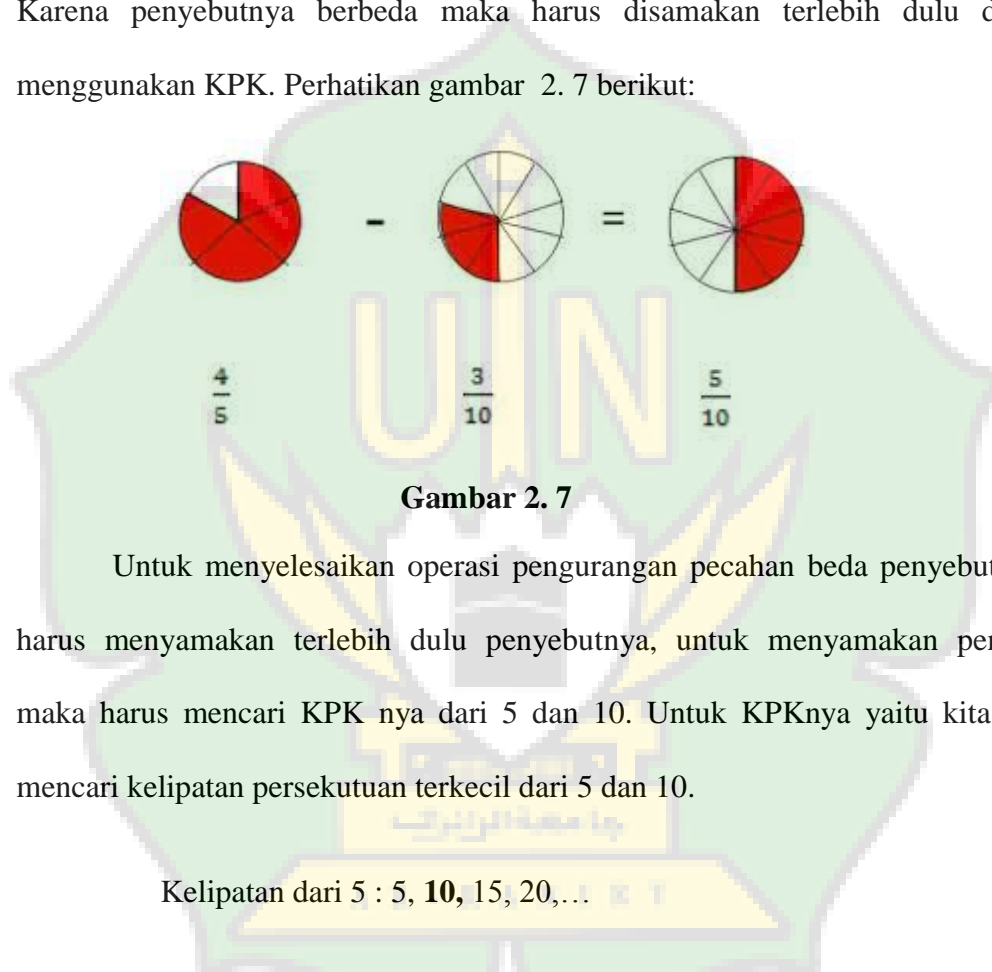 Karena penyebutnya berbeda maka harus disamakan terlebih dulu d
menggunakan KPK. Perhatikan gambar 2. 7 berikut:
- =
4/5 3/10 5/10
UIN
Gambar 2. 7
Untuk menyelesaikan operasi pengurangan pecahan beda penyebut
harus menyamakan terlebih dulu penyebutnya, untuk menyamakan pen
maka harus mencari KPK nya dari 5 dan 10. Untuk KPKnya yaitu kita
mencari kelipatan persekutuan terkecil dari 5 dan 10.
Kelipatan dari 5 : 5, 10, 15, 20,…